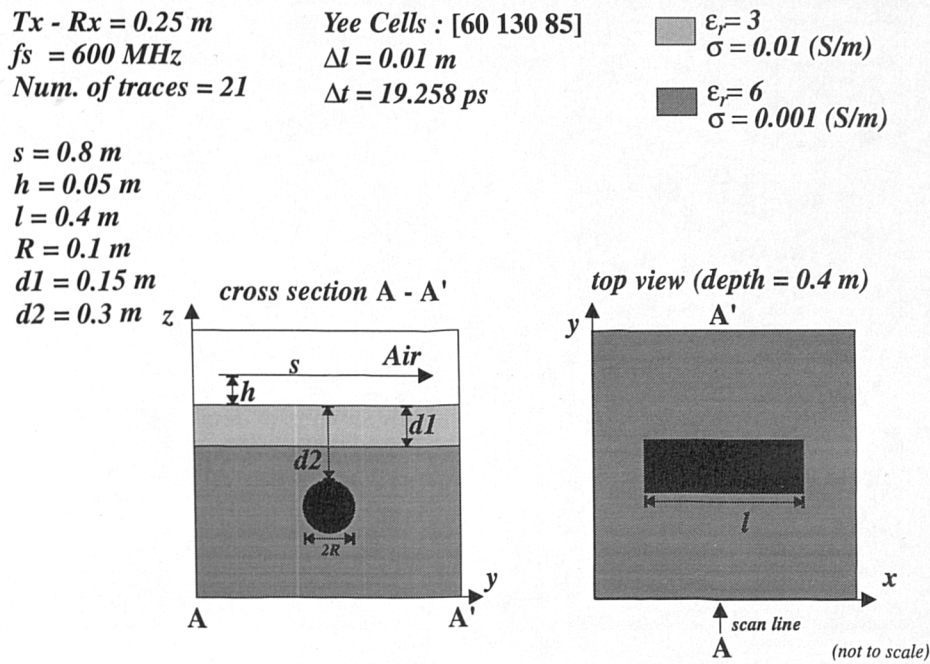 Tx - Rx = 0.25 m
fs = 600 MHz
Num. of traces = 21
Yee Cells : [60 130 85]
Δl = 0.01 m
Δt = 19.258 ps
εr= 3
σ = 0.01 (S/m)
εr= 6
σ = 0.001 (S/m)
s = 0.8 m
h = 0.05 m
l = 0.4 m
R = 0.1 m
d1 = 0.15 m
d2 = 0.3 m
cross section A - A'
z
Air
s
h
d1
d2
2R
y
A
A'
top view (depth = 0.4 m)
A'
y
l
x
scan line
A
(not to scale)